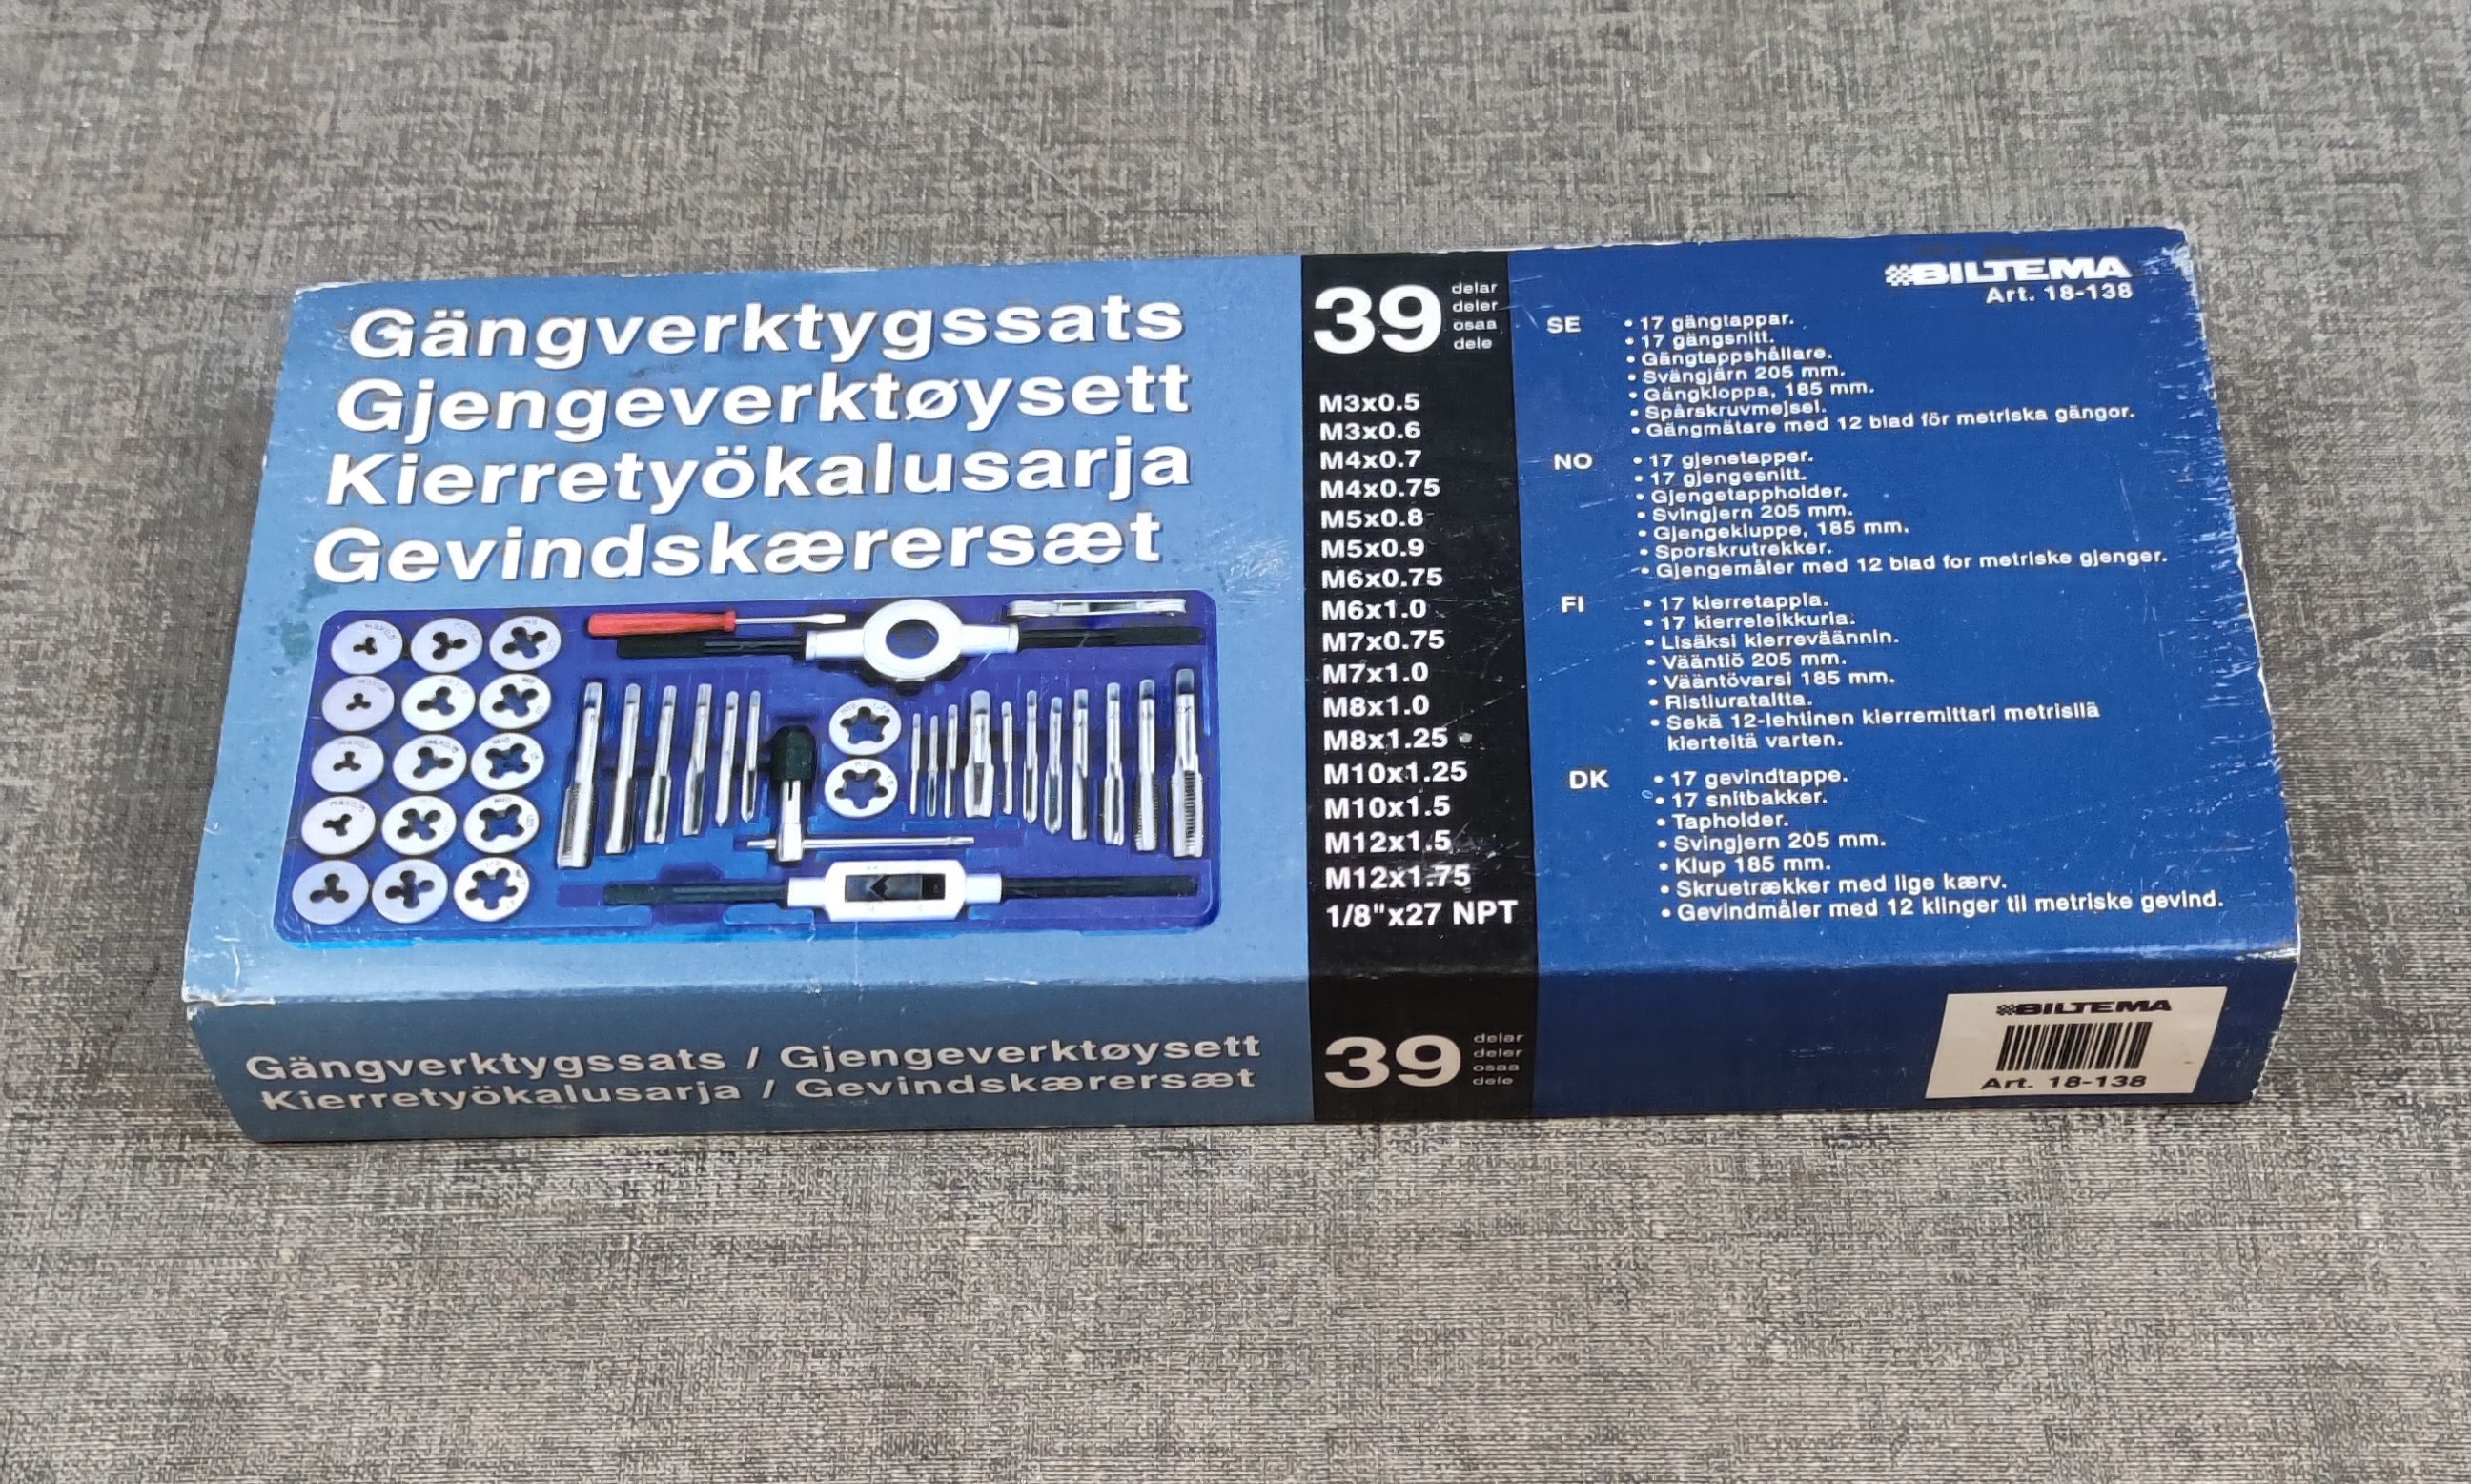 Gängverktygssats
Gjengeverktøysett
Kierretyökalusarja
Gevindskærersæt
39
delar
deler
osaa
dele
M3x0.5
M3x0.6
M4x0.7
M4x0.75
M5x0.8
M5x0.9
M6x0.75
M6x1.0
M7x0.75
M7x1.0
M8x1.0
M8x1.25
M10x1.25
M10x1.5
M12x1.5
M12x1.75
1/8"x27 NPT
BILTEMA
Art. 18-138
SE
• 17 gängtappar.
• 17 gängsnitt.
• Gängtappshållare.
• Svängjärn 205 mm.
• Gängkloppa, 185 mm.
• Spårskruvmejsel.
• Gängmätare med 12 blad för metriska gängor.
NO
• 17 gjenetapper.
• 17 gjengesnitt.
• Gjengetappholder.
• Svingjern 205 mm.
• Gjengekluppe, 185 mm.
• Sporskrutrekker.
• Gjengemåler med 12 blad for metriske gjenger.
FI
• 17 kierretappia.
• 17 kierreleikkuria.
• Lisäksi kierreväännin.
• Vääntiö 205 mm.
• Vääntövarsi 185 mm.
• Ristiurataltta.
• Sekä 12-lehtinen kierremittari metrisiiä
kierteitä varten.
DK
• 17 gevindtappe.
• 17 snitbakker.
• Tapholder.
• Svingjern 205 mm.
• Klup 185 mm.
• Skruetrækker med lige kærv.
• Gevindmåler med 12 klinger til metriske gevind.
Gängverktygssats / Gjengeverktøysett
Kierretyökalusarja / Gevindskærersæt
39
delar
deler
osaa
dele
BILTEMA
Art. 18-138